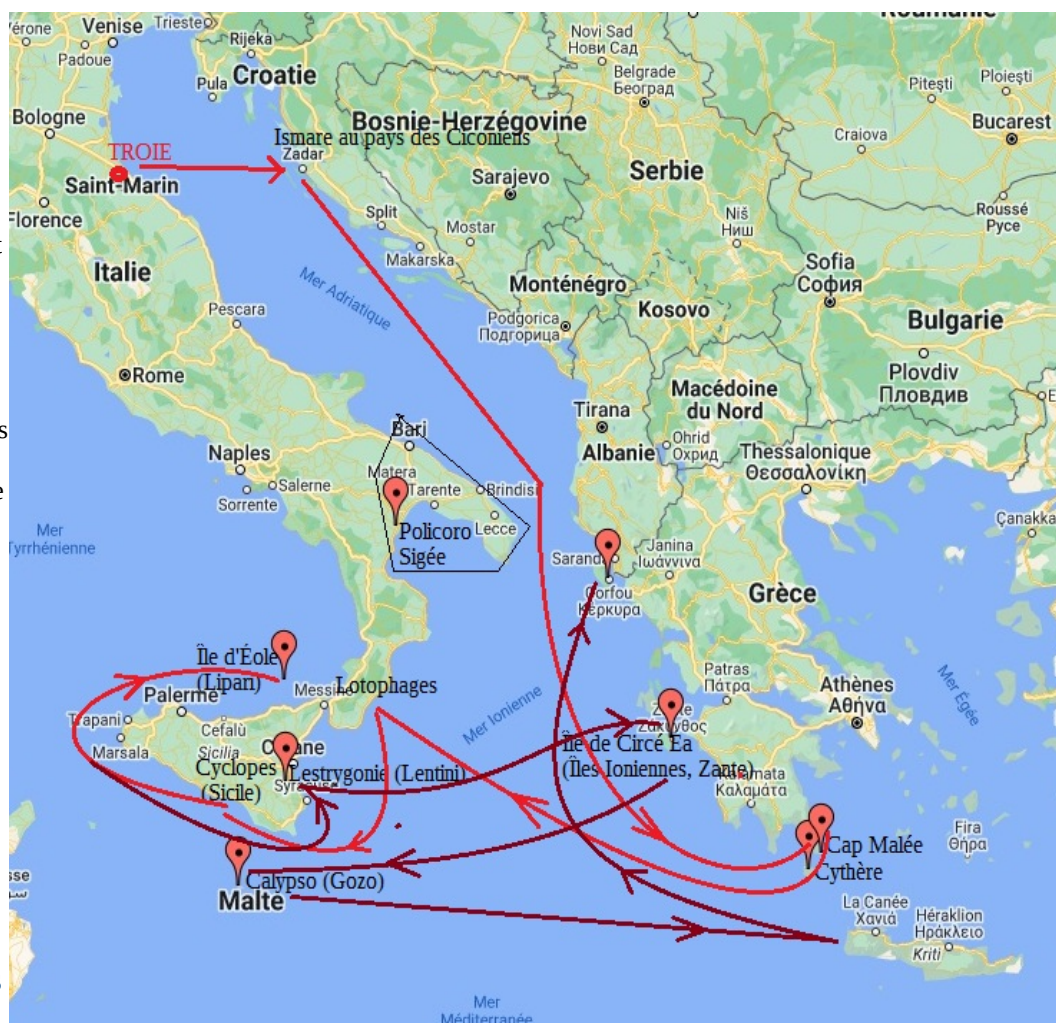 Vérone
Venise
Trieste
Padoue
Rijeka
Croatie
Pula
Novi Sad
Нови Сад
Belgrade
Београд
Roumanie
Pitești
Ploiești
Bologne
Bosnie-Herzégovine
Craiova
Bucarest
Ismare au pays des Ciconiens
TROIE
Zadar
Saint-Marin
Sarajevo
Serbie
Florence
Split
Mostar
Niš
Ниш
Roussé
Русе
Makarska
Italie
Mer Adriatique
Monténégro
Sofia
София
Kosovo
Pescara
Podgorica
Подгорица
Bulgarie
Rome
Macédoine
du Nord
Plovdiv
Пловдив
Tirana
Bari
Albanie
Ohrid
Охрид
Thessalonique
Θεσσαλονίκη
Naples
Matera
Salerne
Tarente
Brindisi
Sorrente
Lecce
Çanakka
Mer
Tyrrhénienne
Policoro
Sigée
Sarand
Janina
Ιωάννινα
Corfou
Κέρκυρα
Grèce
Île d'Éole
(Lipan)
Patras
Πάτρα
Athènes
Αθήνα
Mer Égée
Messine
Lotophages
Palerme
Trapani
Cefalù
Mer Ionienne
Ζάκυνθος
Marsala
Sicilia
Île de Circé Ea
(Îles Ioniennes, Zante)
Cyclopes
(Sicile)
Lestrygonie (Lentini)
Kalamata
Καλαμάτα
Syracuse
Fira
Θήρα
Cap Malée
Cythère
Calypso (Gozo)
Malte
La Canée
Χανιά
Héraklion
Ηράκλειο
Kriti
Mer
Méditerranée